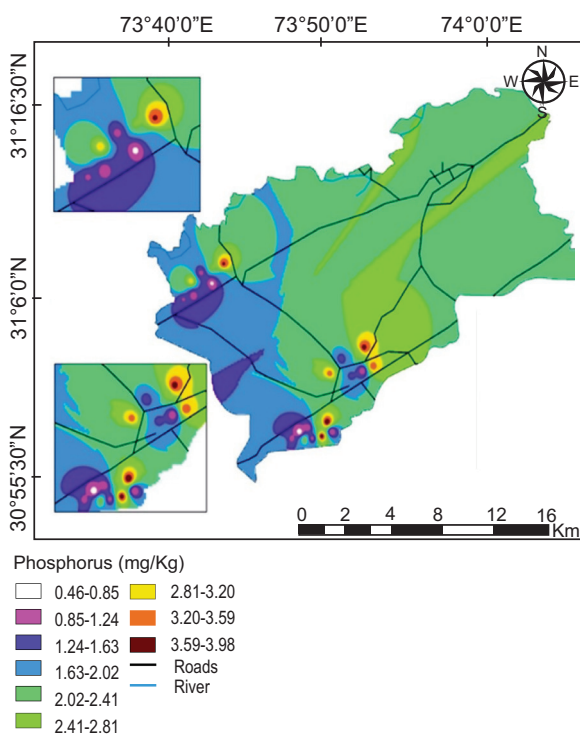 73°40'0”E 73°50'0”E 74°0'0”E
N
W E
S
31°16'30”N
31°6'0”N
30°55'30”N
0 2 4 8 12 16
Km
Phosphorus (mg/Kg)
0.46-0.85
0.85-1.24
1.24-1.63
1.63-2.02
2.02-2.41
2.41-2.81
2.81-3.20
3.20-3.59
3.59-3.98
Roads
River